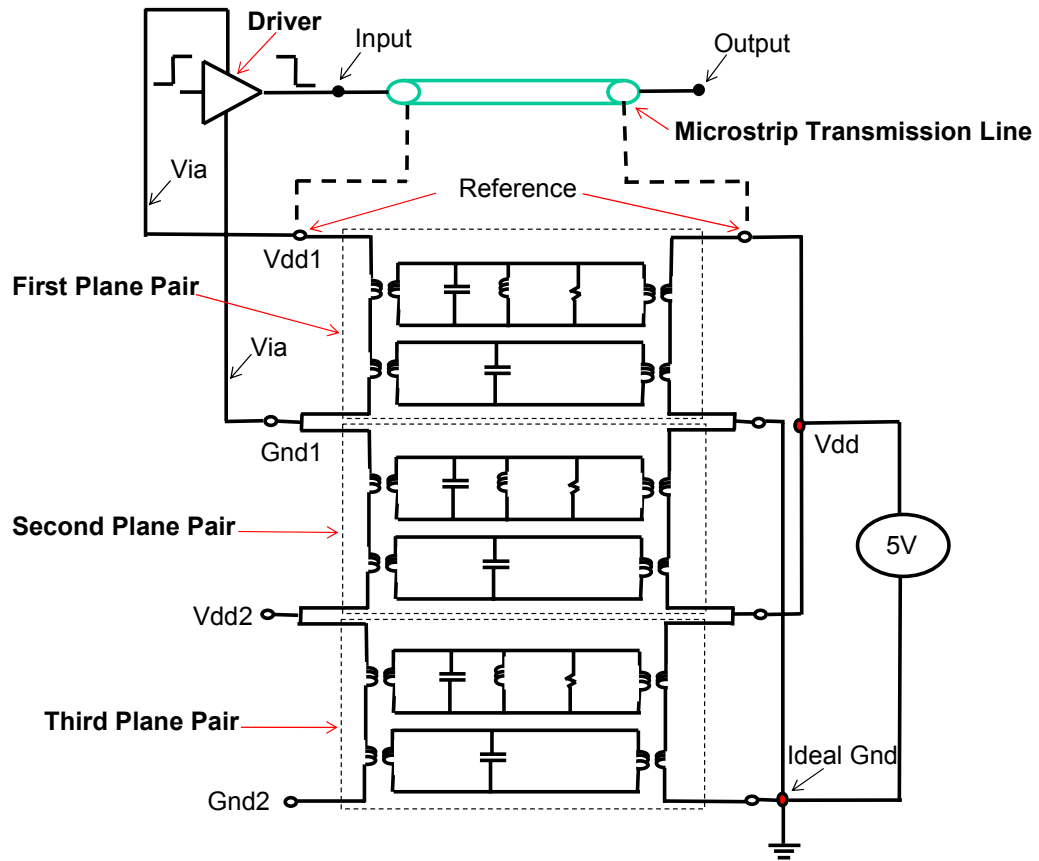 Driver
Input
Output
Microstrip Transmission Line
Via
Reference
Vdd1
First Plane Pair
Via
Gnd1
Vdd
Second Plane Pair
5V
Vdd2
Third Plane Pair
Ideal Gnd
Gnd2